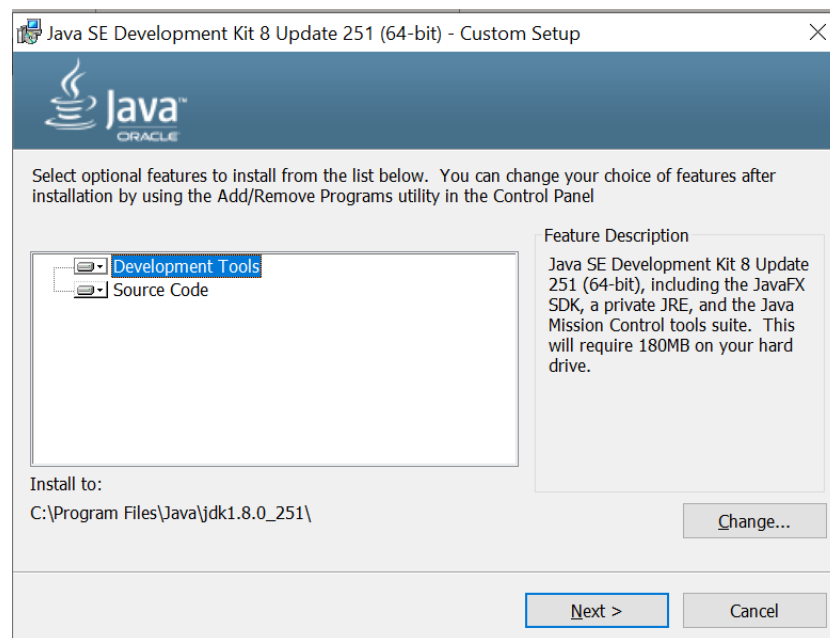 Java SE Development Kit 8 Update 251 (64-bit) - Custom Setup
Java™
ORACLE
Select optional features to install from the list below. You can change your choice of features after
installation by using the Add/Remove Programs utility in the Control Panel
Development Tools
Source Code
Feature Description
Java SE Development Kit 8 Update
251 (64-bit), including the JavaFX
SDK, a private JRE, and the Java
Mission Control tools suite. This
will require 180MB on your hard
drive.
Install to:
C:\Program Files\Java\jdk1.8.0_251\
Change...
Next >
Cancel